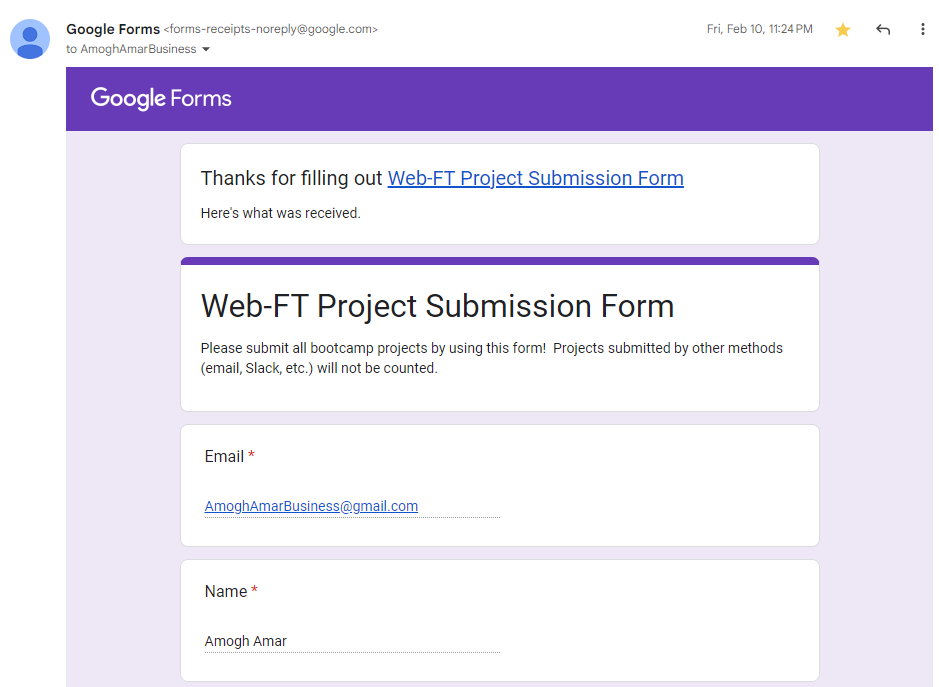 Google Forms <forms-receipts-noreply@google.com>
Fri, Feb 10, 11:24 PM
to AmoghAmarBusiness
Google Forms
Thanks for filling out Web-FT Project Submission Form
Here's what was received.
Web-FT Project Submission Form
Please submit all bootcamp projects by using this form!  Projects submitted by other methods
(email, Slack, etc.) will not be counted.
Email *
AmoghAmarBusiness@gmail.com
Name *
Amogh Amar